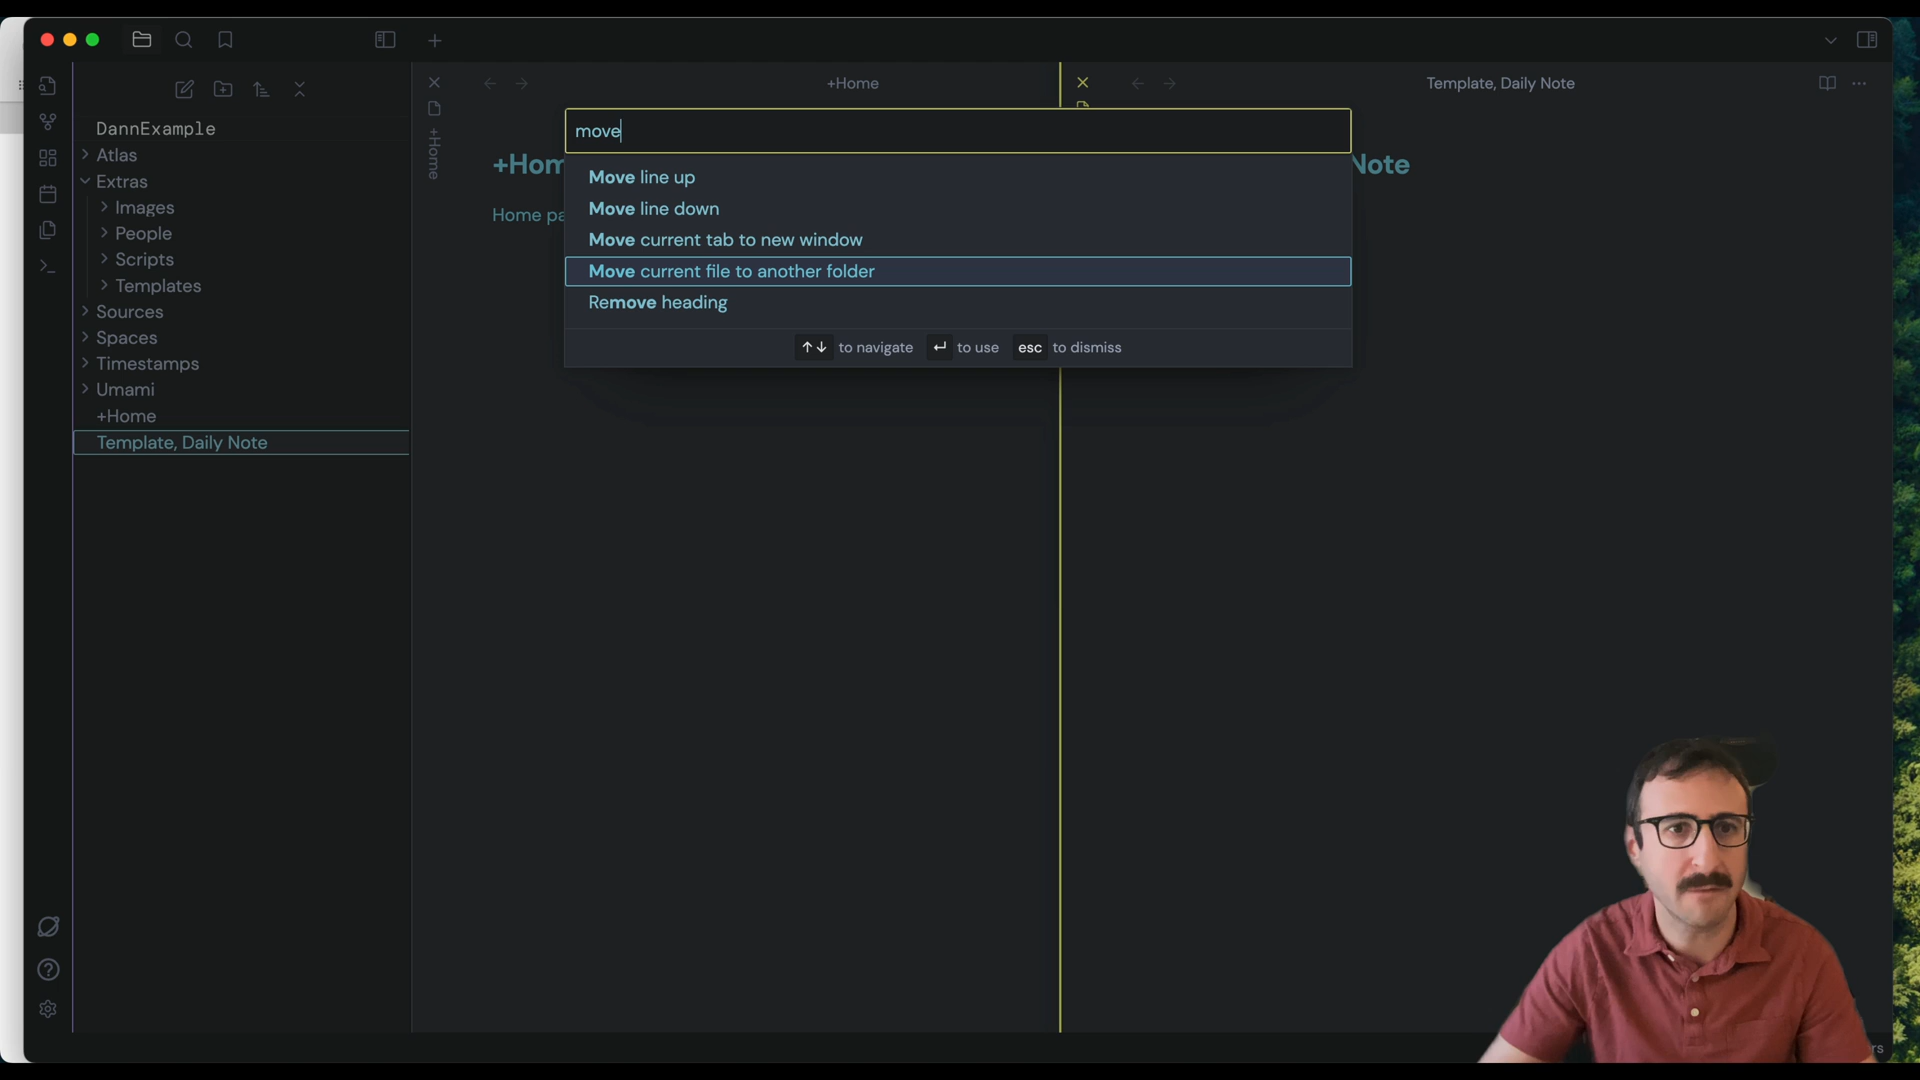 +Home
Template, Daily Note
DannExample
Atlas
Extras
Images
People
Scripts
Templates
Sources
Spaces
Timestamps
Umami
+Home
Template, Daily Note
+Home
+Hom
Home pa
Note
move
Move line up
Move line down
Move current tab to new window
Move current file to another folder
Remove heading
↑↓ to navigate ↵ to use esc to dismiss
rs